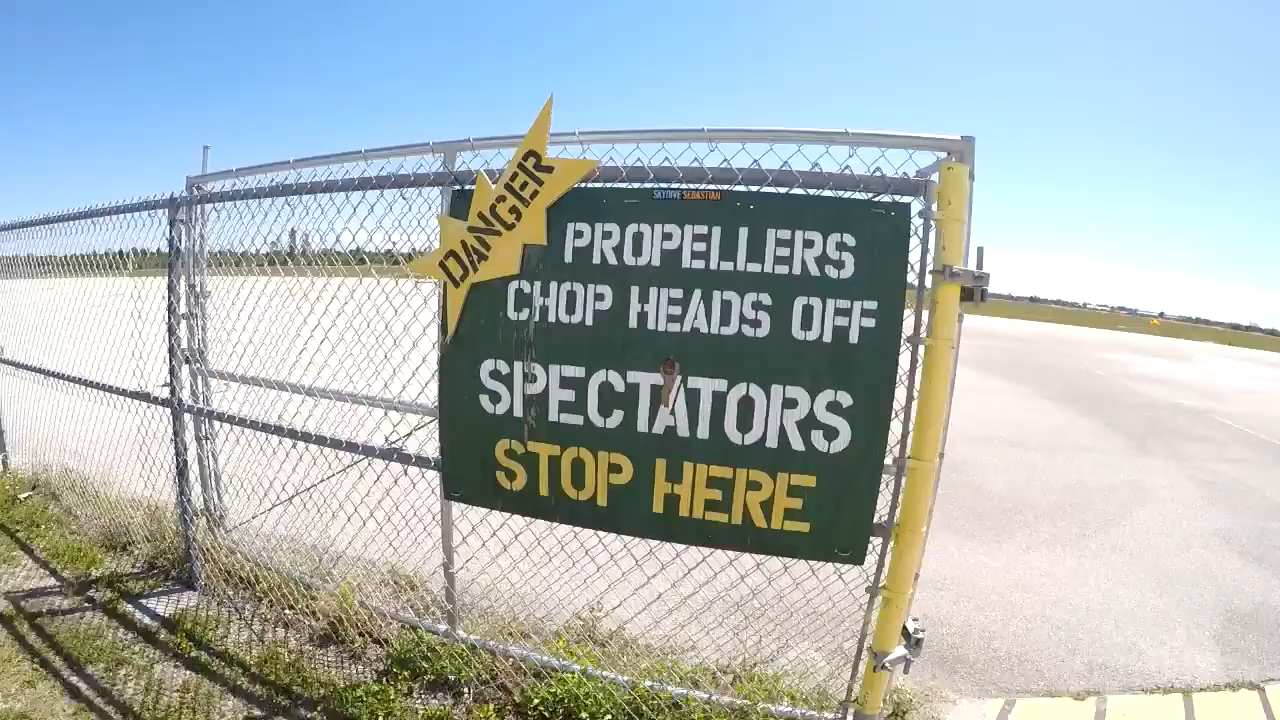 SKYDIVE SEBASTIAN
DANGER
PROPELLERS
CHOP HEADS OFF
SPECTATORS
STOP HERE